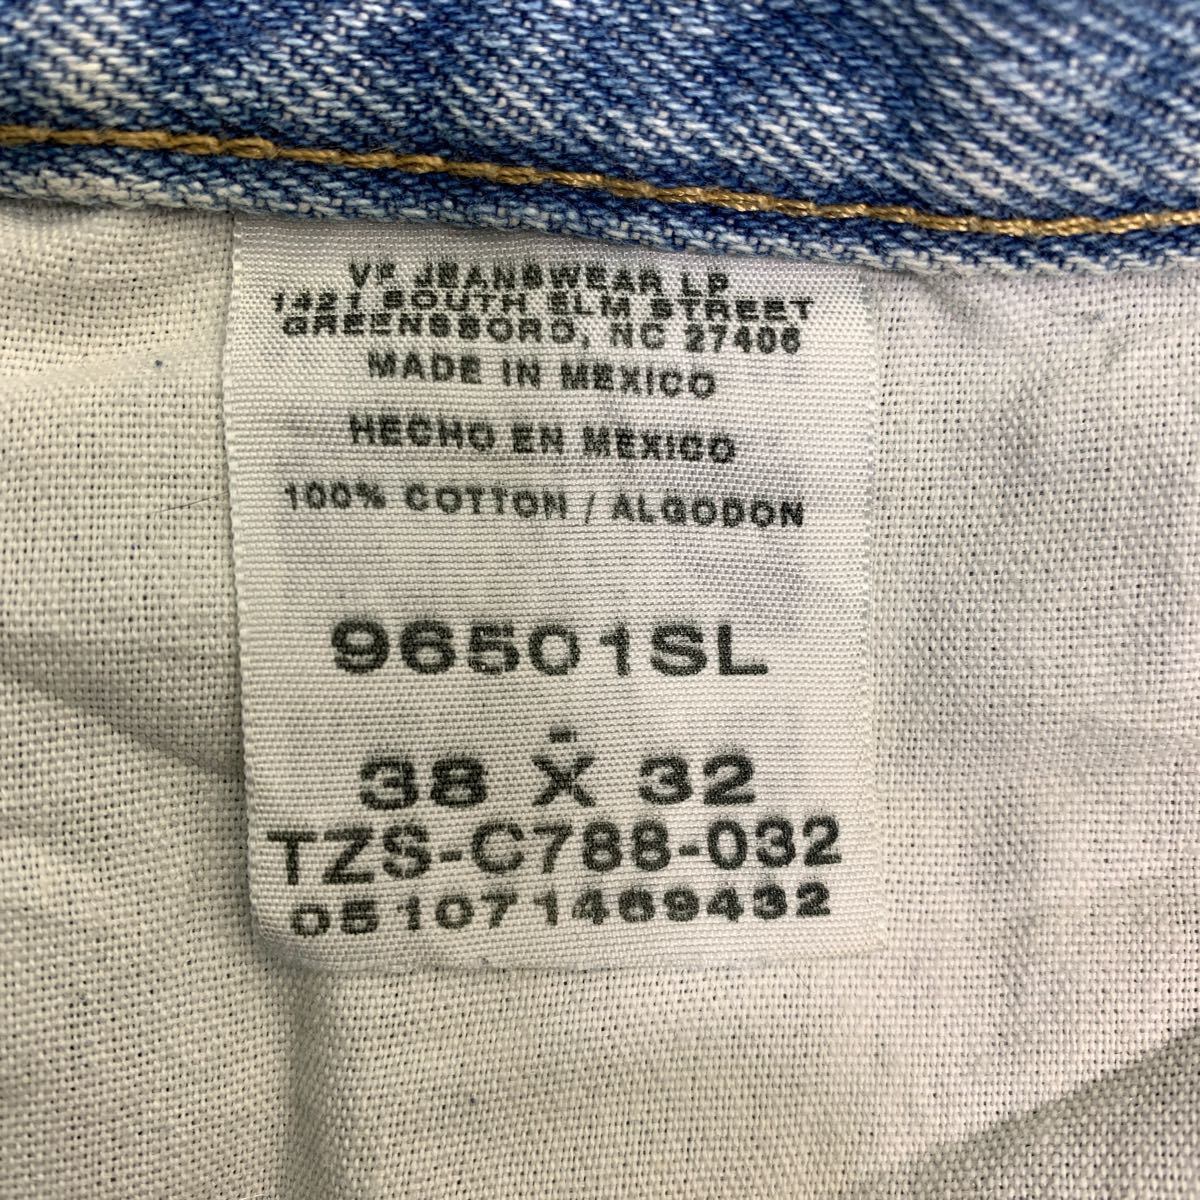 VF JEANSWEAR LP
1421 SOUTH ELM STREET
GREENSBORO, NC 27406
MADE IN MEXICO
HECHO EN MEXICO
100% COTTON / ALGODON
96501SL
-
38 X 32
TZS-C788-032
051071469432